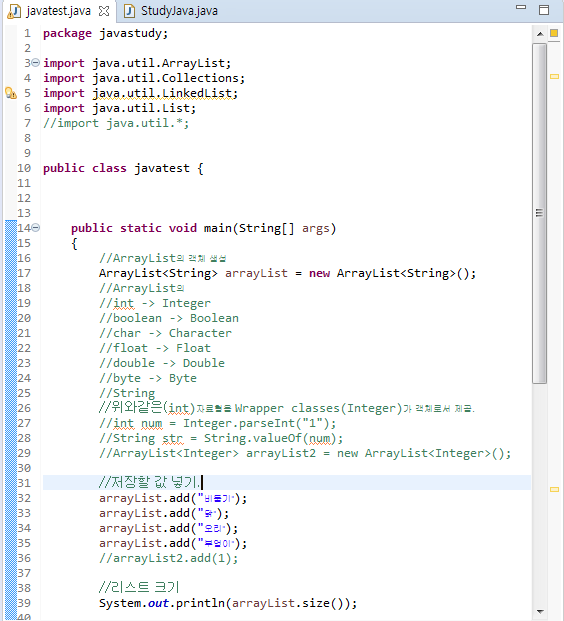 javatest.java StudyJava.java
1 package javastudy;
2
3 import java.util.ArrayList;
4 import java.util.Collections;
5 import java.util.LinkedList;
6 import java.util.List;
7 //import java.util.*;
8
9
10 public class javatest {
11
12
13
14 public static void main(String[] args)
15 {
16 //ArrayList의 객체 생성
17 ArrayList<String> arrayList = new ArrayList<String>();
18 //ArrayList의
19 //int -> Integer
20 //boolean -> Boolean
21 //char -> Character
22 //float -> Float
23 //double -> Double
24 //byte -> Byte
25 //String
26 //위와같은(int)자료형을 Wrapper classes(Integer)가 객체로서 제공.
27 //int num = Integer.parseInt("1");
28 //String str = String.valueOf(num);
29 //ArrayList<Integer> arrayList2 = new ArrayList<Integer>();
30
31 //저장할 값 넣기.
32 arrayList.add("비둘기");
33 arrayList.add("닭");
34 arrayList.add("오리");
35 arrayList.add("부엉이");
36 //arrayList2.add(1);
37
38 //리스트 크기
39 System.out.println(arrayList.size());
40